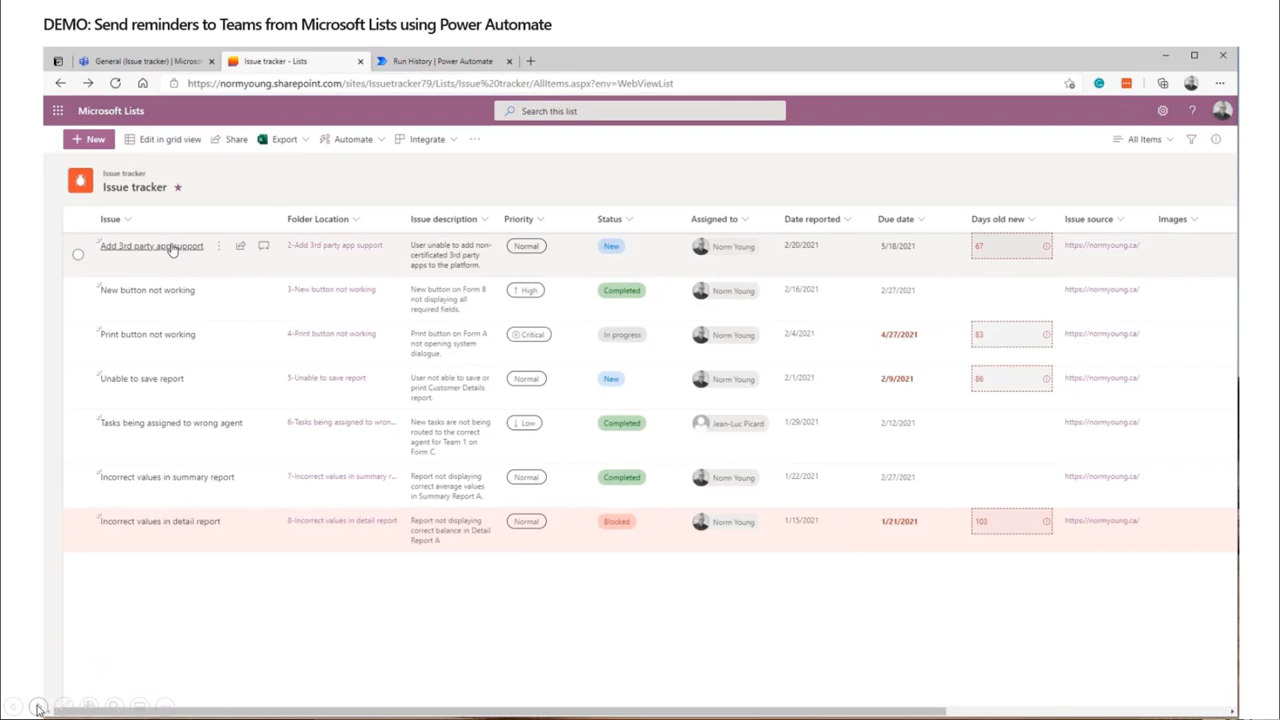 DEMO: Send reminders to Teams from Microsoft Lists using Power Automate
General (Issue tracker) | Microso
Issue tracker - Lists
Run History | Power Automate
https://normyoung.sharepoint.com/sites/Issuetracker79/Lists/Issue%20tracker/AllItems.aspx?env=WebViewList
Microsoft Lists
Search this list
New
Edit in grid view
Share
Export
Automate
Integrate
All Items
Issue tracker
Issue tracker
Issue Folder Location Issue description Priority Status Assigned to Date reported Due date Days old new Issue source Images
Add 3rd party app support 2-Add 3rd party app support User unable to add non- Normal New Norm Young 2/20/2021 5/18/2021 67 https://normyoung.ca/
certificated 3rd party
apps to the platform.
New button not working 3-New button not working New button on Form B High Completed Norm Young 2/16/2021 2/27/2021 https://normyoung.ca/
not displaying all
required fields.
Print button not working 4-Print button not working Print button on Form A Critical In progress Norm Young 2/4/2021 4/27/2021 83 https://normyoung.ca/
not opening system
dialogue.
Unable to save report 5-Unable to save report User not able to save or Normal New Norm Young 2/1/2021 2/9/2021 86 https://normyoung.ca/
print Customer Details
report.
Tasks being assigned to wrong agent 6-Tasks being assigned to wron... New tasks are not being Low Completed Jean-Luc Picard 1/29/2021 2/12/2021 https://normyoung.ca/
routed to the correct
agent for Team 1 on
Form C.
Incorrect values in summary report 7-Incorrect values in summary r... Report not displaying Normal Completed Norm Young 1/22/2021 2/27/2021 https://normyoung.ca/
correct average values
in Summary Report A.
Incorrect values in detail report 8-Incorrect values in detail report Report not displaying Normal Blocked Norm Young 1/15/2021 1/21/2021 103 https://normyoung.ca/
correct balance in Detail
Report A